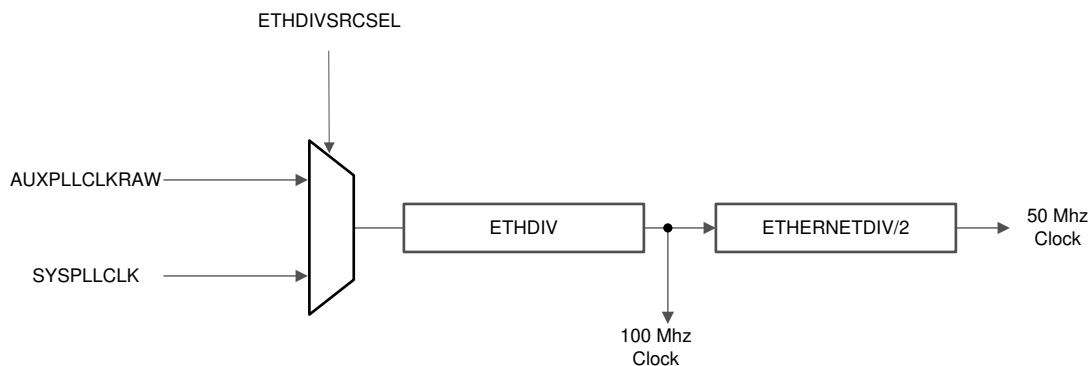 ETHDIVSRCSEL
AUXPLLCLKRAW
SYSPLLCLK
ETHDIV
ETHERNETDIV/2
50 Mhz
Clock
100 Mhz
Clock